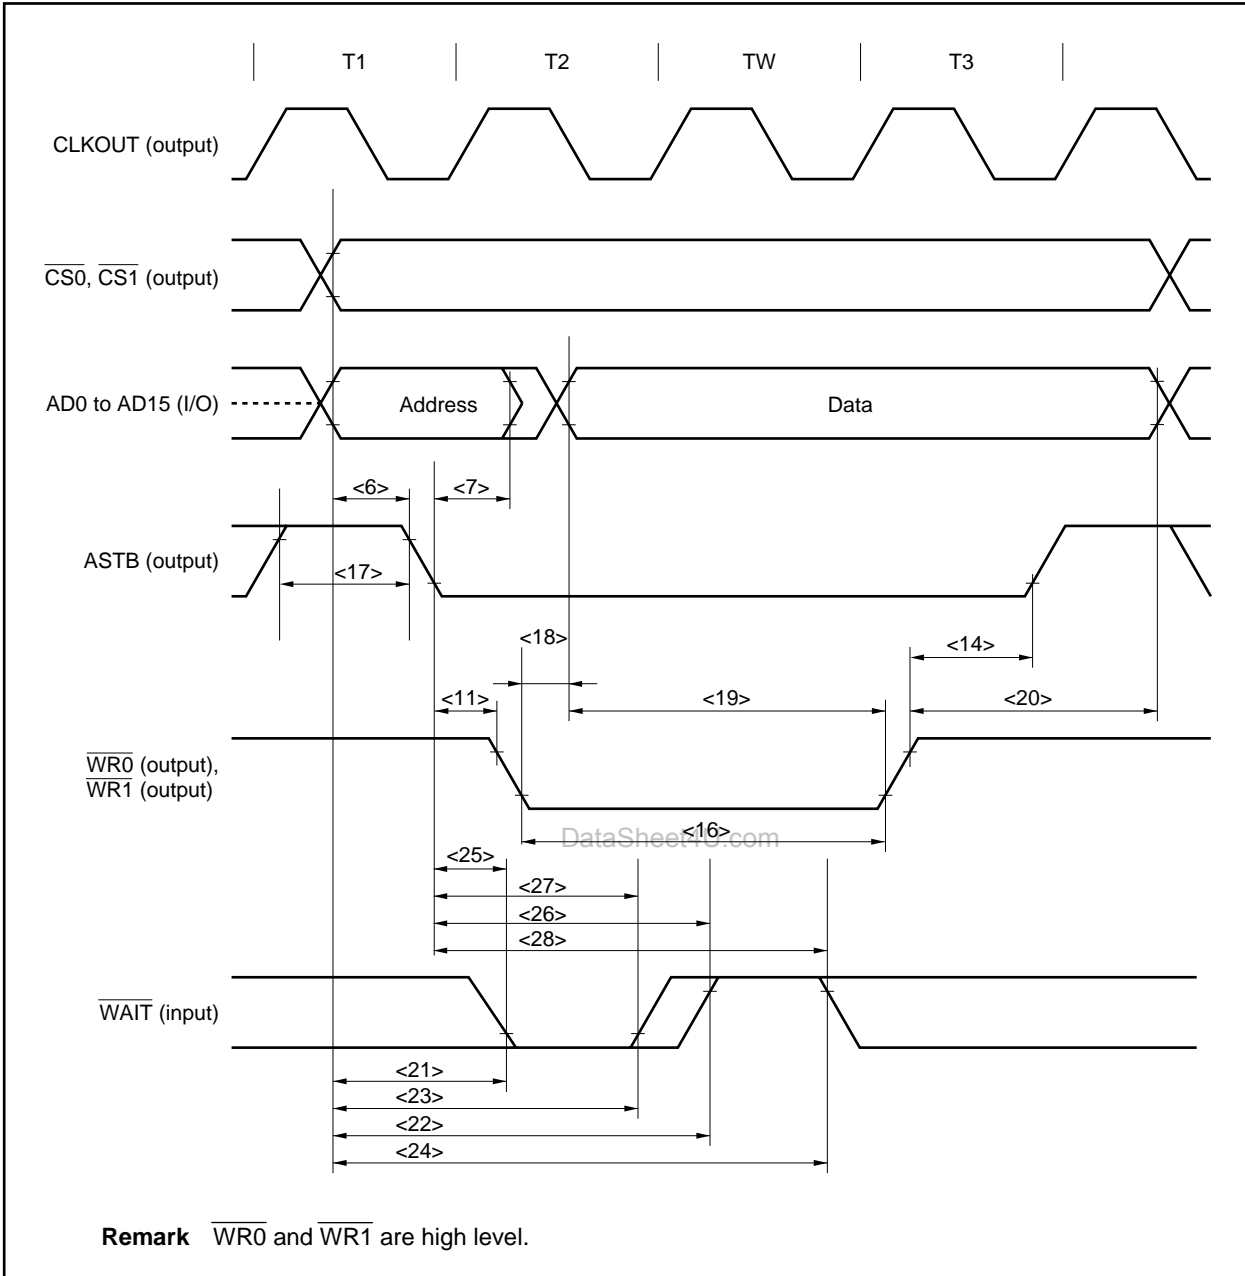 T1 T2 TW T3
CLKOUT (output)
CS0, CS1 (output)
AD0 to AD15 (I/O) Address Data
<6> <7>
ASTB (output)
<17>
<18>
<14>
<11> <19> <20>
WR0 (output),
WR1 (output)
DataSheet4U.com
<16>
<25>
<27>
<26>
<28>
WAIT (input)
<21>
<23>
<22>
<24>
Remark WR0 and WR1 are high level.